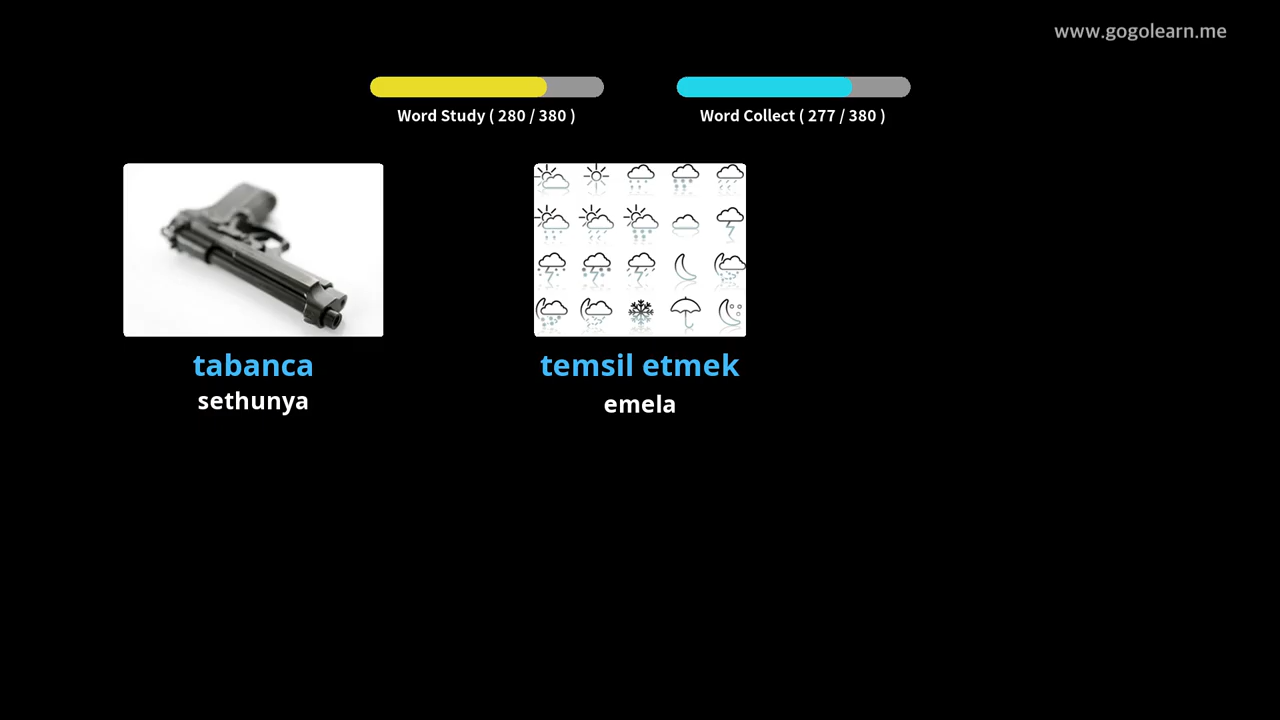 www.gogolearn.me
Word Study ( 280 / 380 )
Word Collect ( 277 / 380 )
tabanca
sethunya
temsil etmek
emela